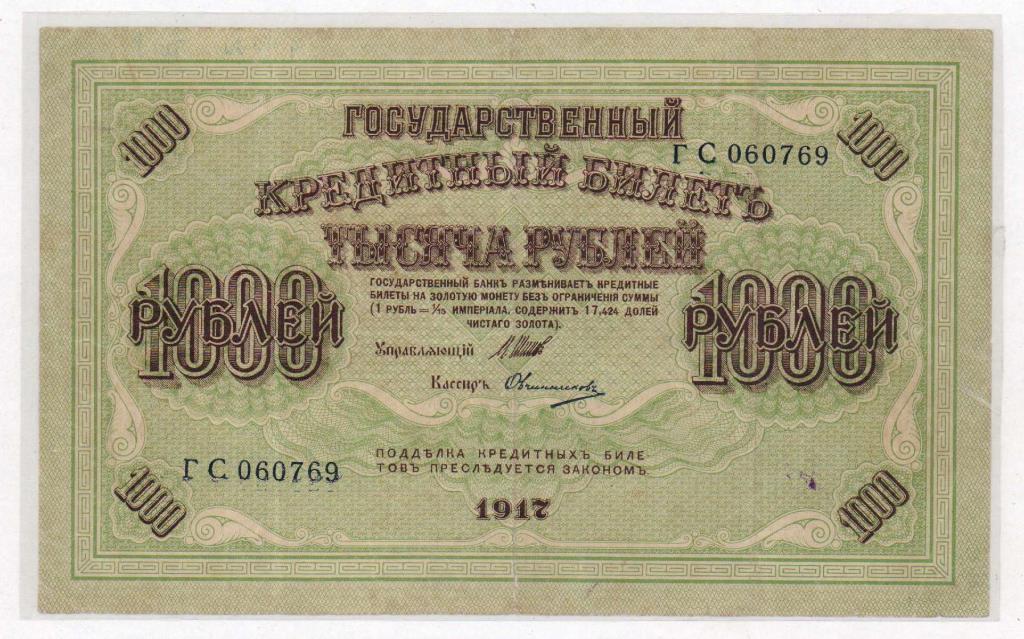 1000
1000
ГОСУДАРСТВЕННЫЙ
ГС 060769
КРЕДИТНЫЙ БИЛЕТЪ
ТЫСЯЧА РУБЛЕЙ
1000
РУБЛЕЙ
1000
РУБЛЕЙ
ГОСУДАРСТВЕННЫЙ БАНКЪ РАЗМѢНИВАЕТЪ КРЕДИТНЫЕ
БИЛЕТЫ НА ЗОЛОТУЮ МОНЕТУ БЕЗЪ ОГРАНИЧЕНІЯ СУММЫ
(1 РУБЛЬ = 1/15 ИМПЕРІАЛА, СОДЕРЖИТЪ 17,424 ДОЛЕЙ
ЧИСТАГО ЗОЛОТА).
Управляющій И. Шипов
Кассиръ Овчинниковъ
ПОДДѢЛКА КРЕДИТНЫХЪ БИЛЕ
ТОВЪ ПРЕСЛѢДУЕТСЯ ЗАКОНОМЪ.
ГС 060769
1917
1000
1000